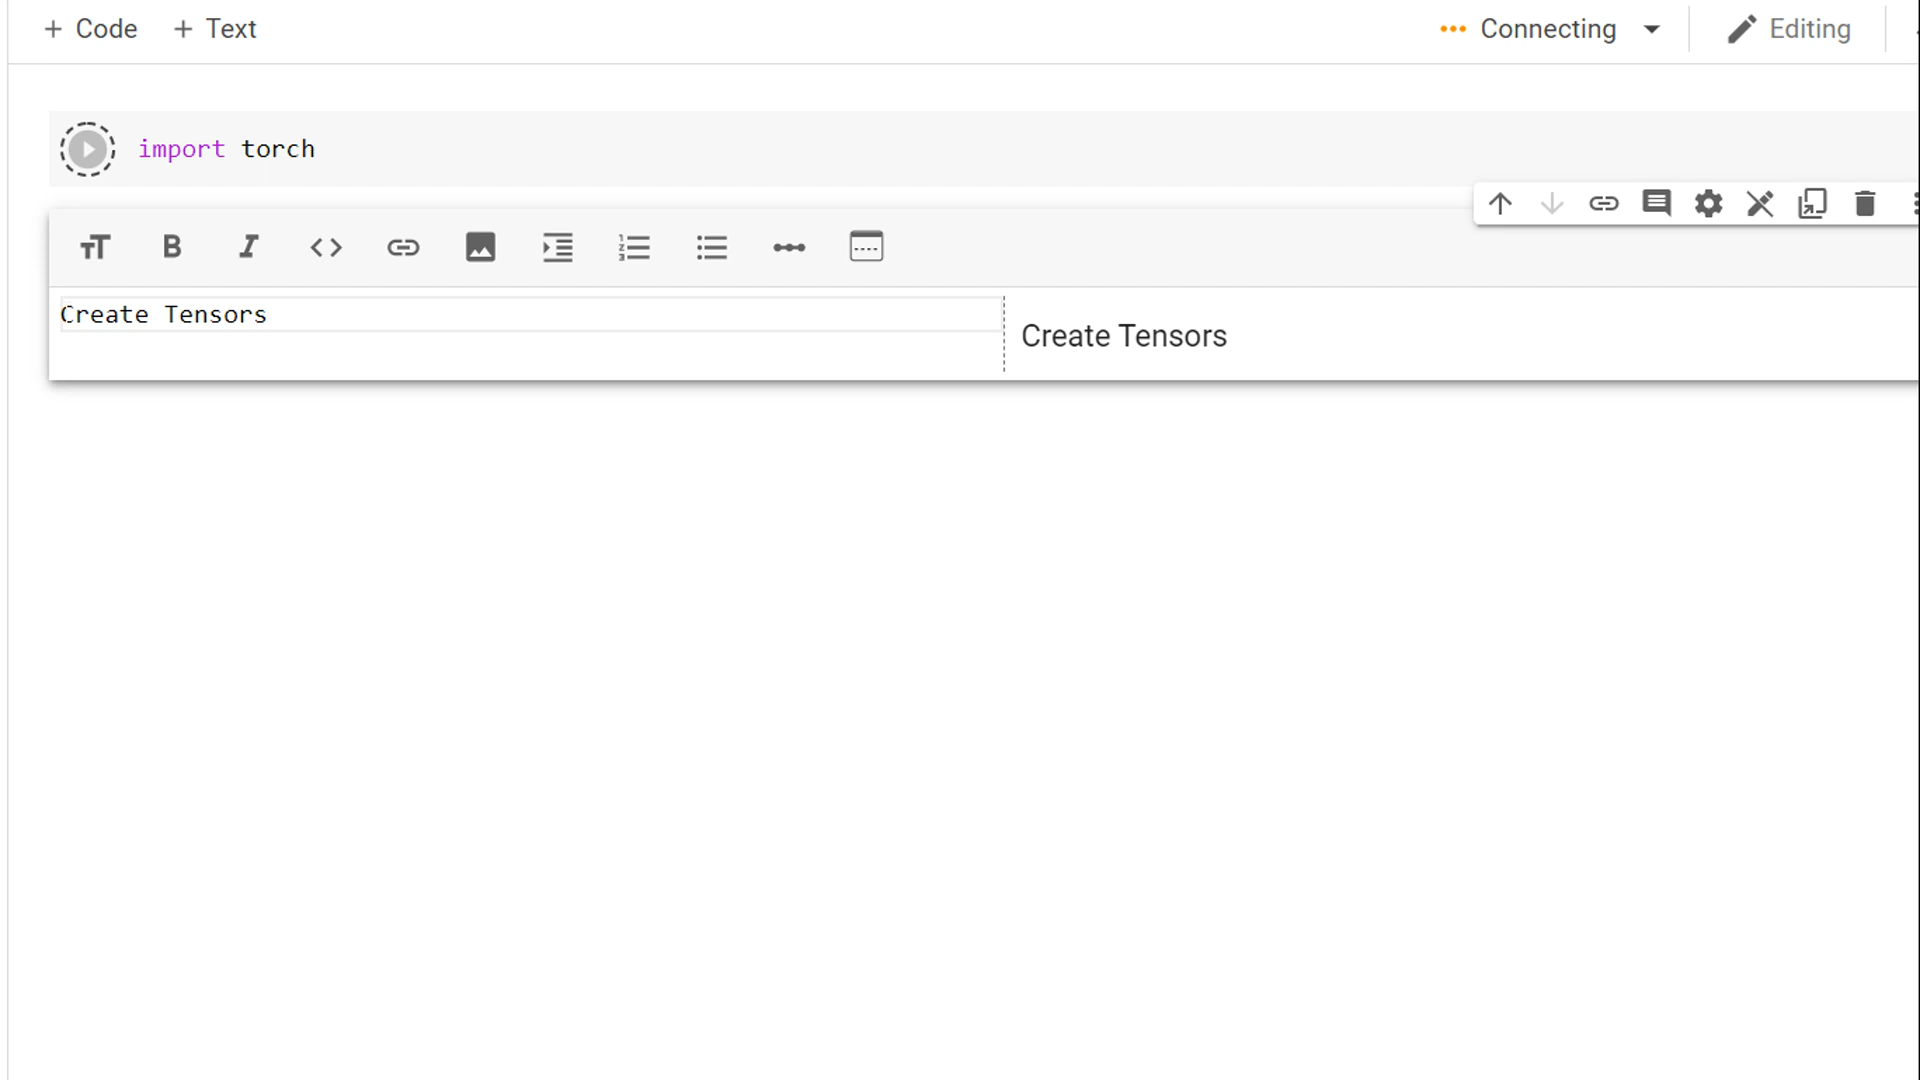 + Code + Text
Connecting
Editing
import torch
Create Tensors
Create Tensors